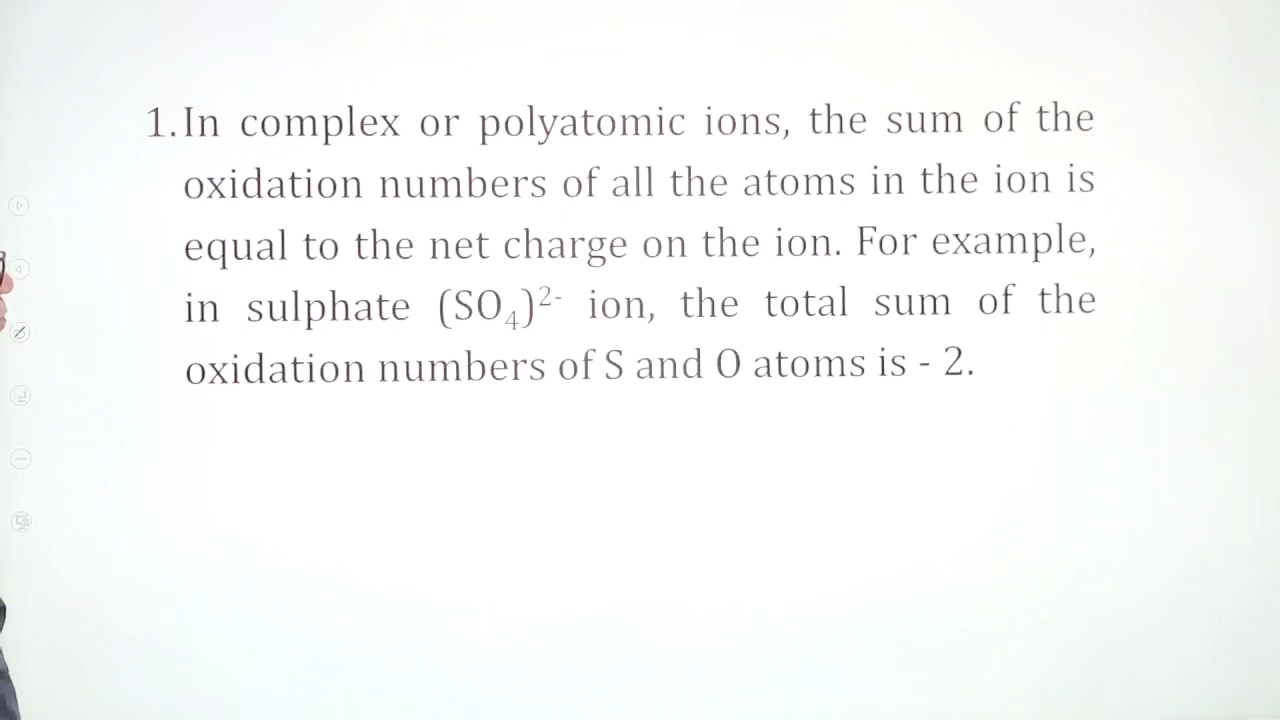 1. In complex or polyatomic ions, the sum of the
oxidation numbers of all the atoms in the ion is
equal to the net charge on the ion. For example,
in sulphate (SO₄)²⁻ ion, the total sum of the
oxidation numbers of S and O atoms is - 2.